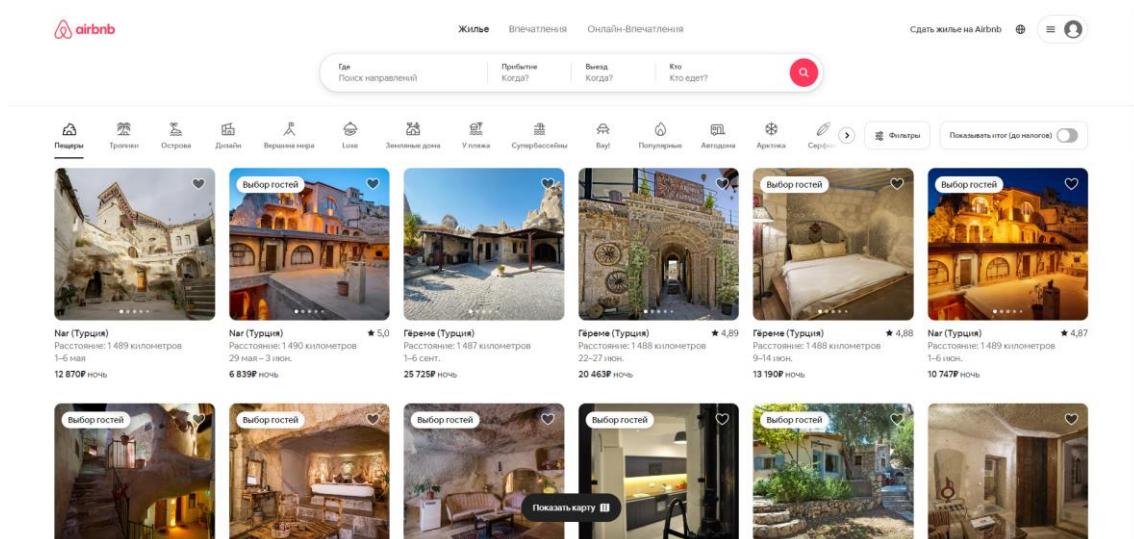 airbnb
Жилье Впечатления Онлайн-Впечатления
Сдать жилье на Airbnb
Где Прибытие Выезд Кто
Поиск направлений Когда? Когда? Кто едет?
Пещеры Тропики Острова Дизайн Вершина мира Luxe Земляные дома У пляжа Супербассейны Вау! Популярные Автодома Арктика
Фильтры
Показывать итог (до налогов)
Выбор гостей Выбор гостей Выбор гостей
Nar (Турция) Nar (Турция) ★ 5,0 Гёреме (Турция) Гёреме (Турция) ★ 4,89 Гёреме (Турция) ★ 4,88 Nar (Турция) ★ 4,87
Расстояние: 1 489 километров Расстояние: 1 490 километров Расстояние: 1 487 километров Расстояние: 1 488 километров Расстояние: 1 488 километров Расстояние: 1 489 километров
1–6 мая 29 мая – 3 июн. 1–6 сент. 22–27 июн. 9–14 июн. 1–6 июн.
12 870₽ ночь 6 839₽ ночь 25 725₽ ночь 20 463₽ ночь 13 190₽ ночь 10 747₽ ночь
Выбор гостей Выбор гостей Выбор гостей Выбор гостей Выбор гостей
Показать карту